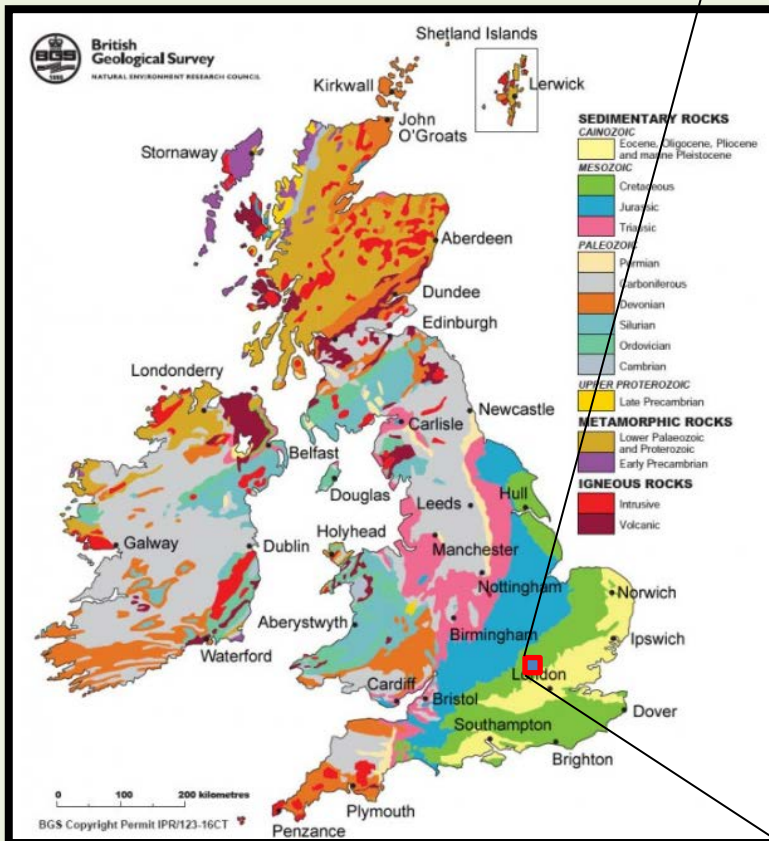 British
Geological Survey
NATURAL ENVIRONMENT RESEARCH COUNCIL
BGS
1835
Shetland Islands
Lerwick
Kirkwall
John
O'Groats
Stornaway
Aberdeen
Dundee
Edinburgh
Londonderry
Newcastle
Carlisle
Belfast
Douglas
Hull
Leeds
Holyhead
Galway
Dublin
Manchester
Nottingham
Norwich
Aberystwyth
Birmingham
Ipswich
Waterford
London
Cardiff
Bristol
Dover
Southampton
Brighton
Plymouth
Penzance
0 100 200 kilometres
BGS Copyright Permit IPR/123-16CT
SEDIMENTARY ROCKS
CAINOZOIC
Eocene, Oligocene, Pliocene
and marine Pleistocene
MESOZOIC
Cretaceous
Jurassic
Triassic
PALEOZOIC
Permian
Carboniferous
Devonian
Silurian
Ordovician
Cambrian
UPPER PROTEROZOIC
Late Precambrian
METAMORPHIC ROCKS
Lower Palaeozoic
and Proterozoic
Early Precambrian
IGNEOUS ROCKS
Intrusive
Volcanic